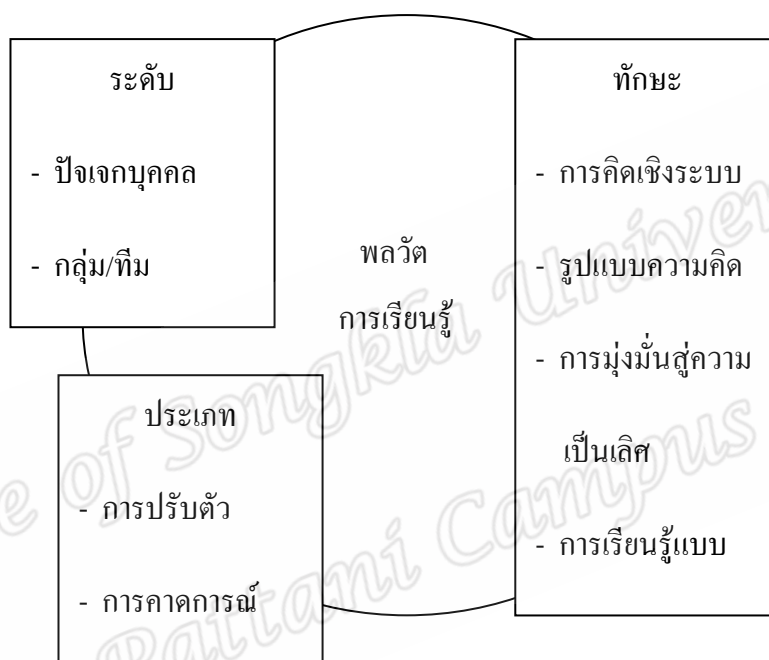 ระดับ
- ปัจเจกบุคคล
- กลุ่ม/ทีม
พลวัต
การเรียนรู้
ทักษะ
- การคิดเชิงระบบ
- รูปแบบความคิด
- การมุ่งมั่นสู่ความ
เป็นเลิศ
- การเรียนรู้แบบ
ประเภท
- การปรับตัว
- การคาดการณ์
of Songkla Univer
Pattani Campus